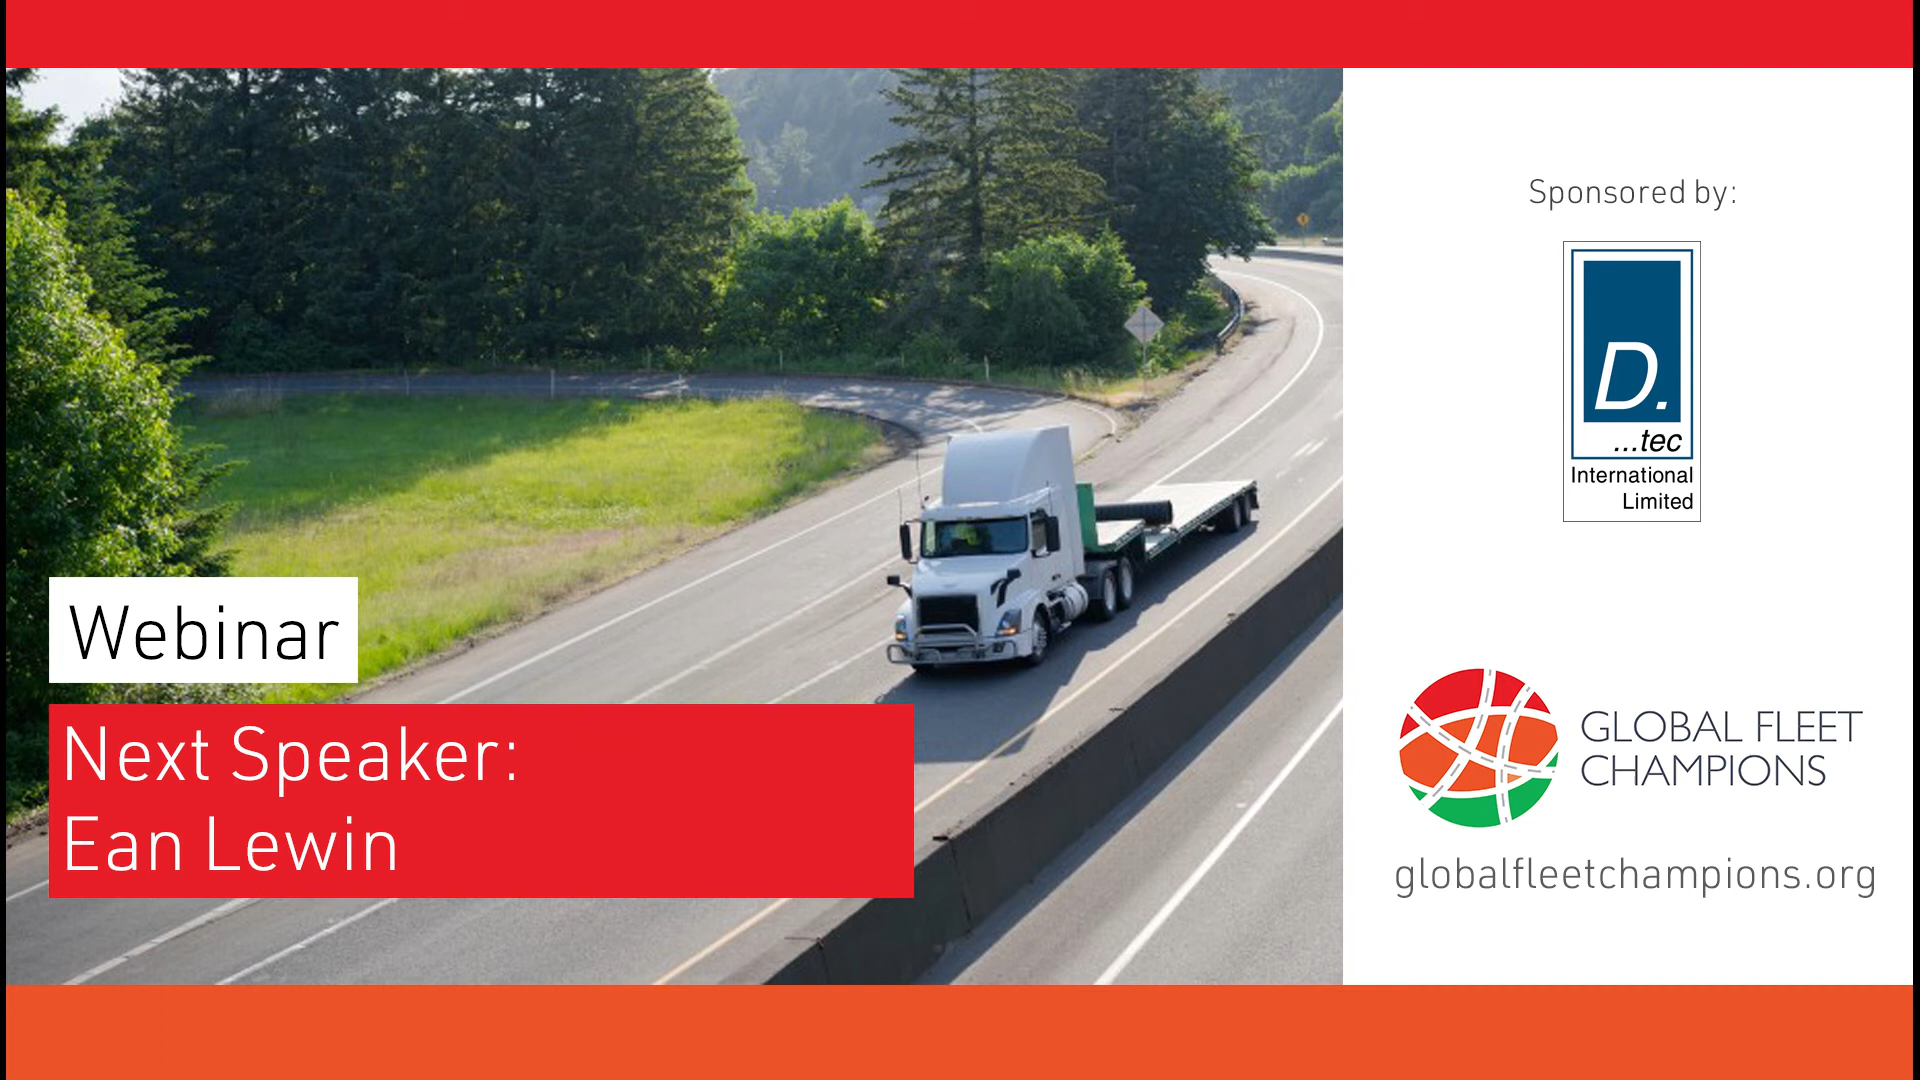 Webinar
Next Speaker:
Ean Lewin
Sponsored by:
D.
...tec
International
Limited
GLOBAL FLEET
CHAMPIONS
globalfleetchampions.org